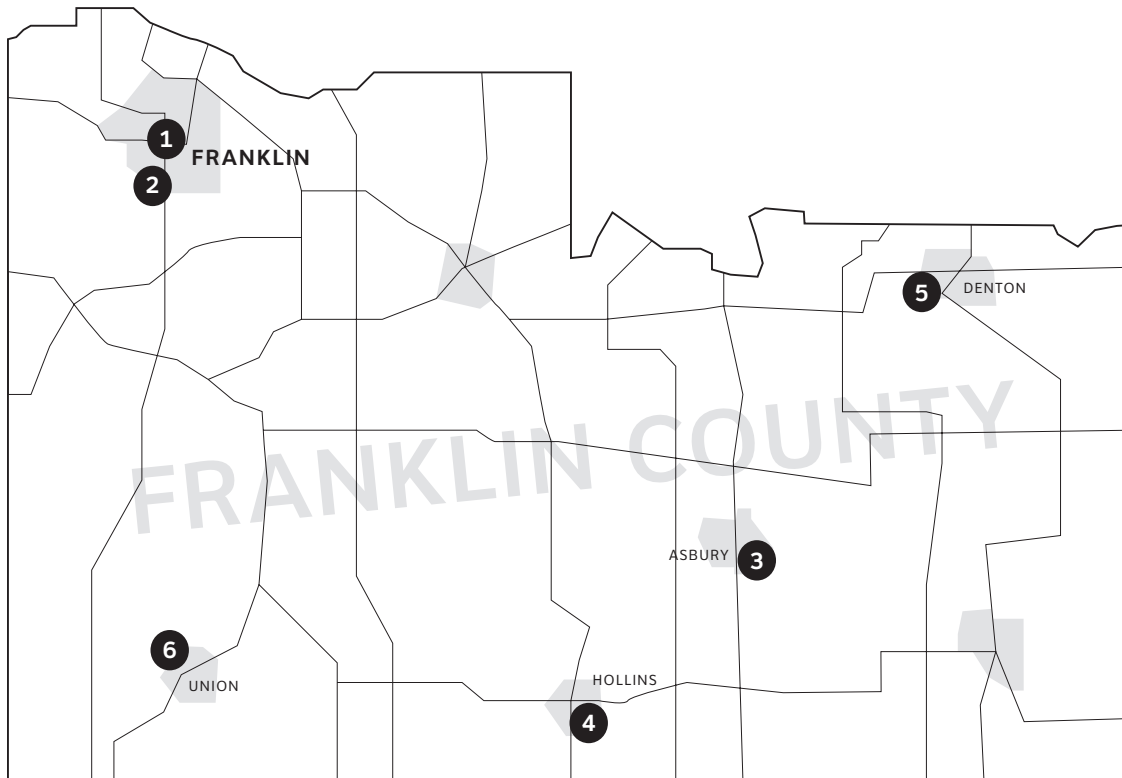 1
FRANKLIN
2
5
DENTON
FRANKLIN COUNTY
ASBURY
3
6
UNION
HOLLINS
4